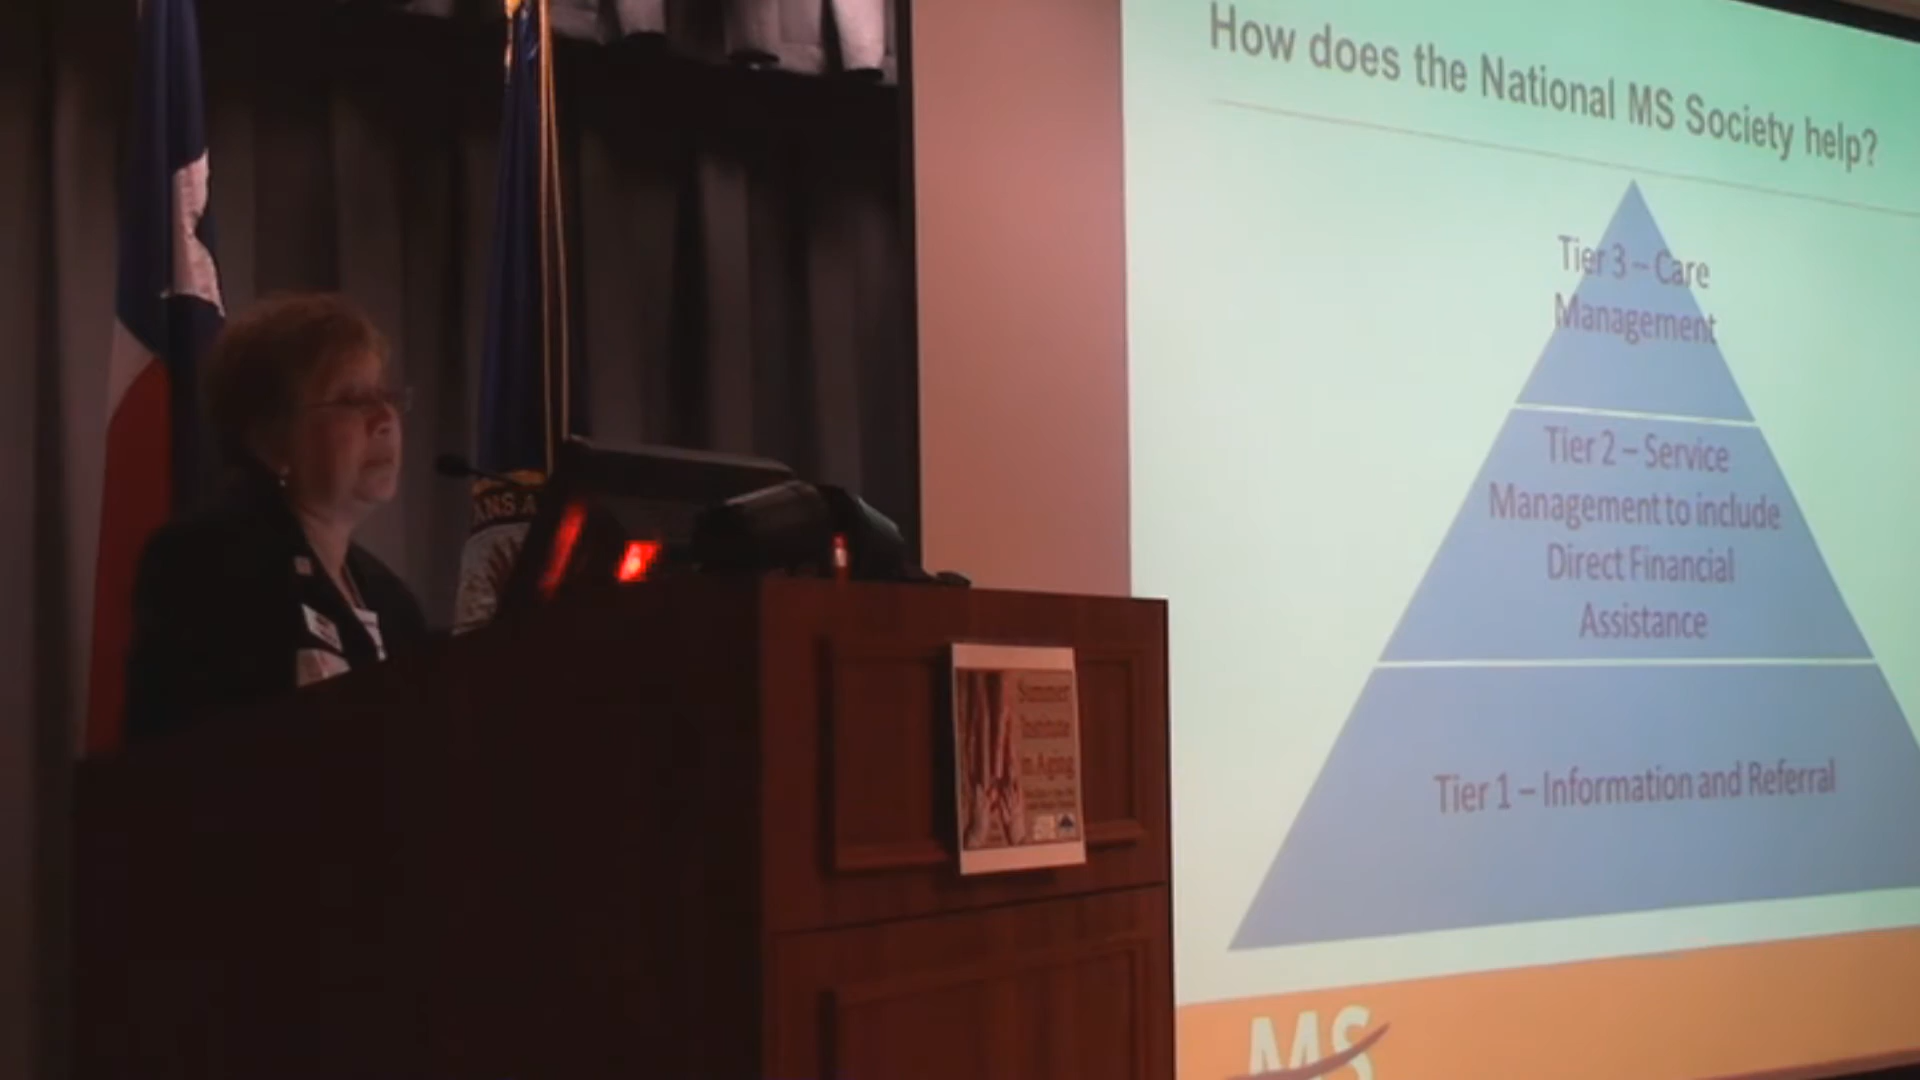 How does the National MS Society help?
Tier 3 – Care
Management
Tier 2 – Service
Management to include
Direct Financial
Assistance
Tier 1 – Information and Referral
MS
ANS A
Summer
Institute
in Aging